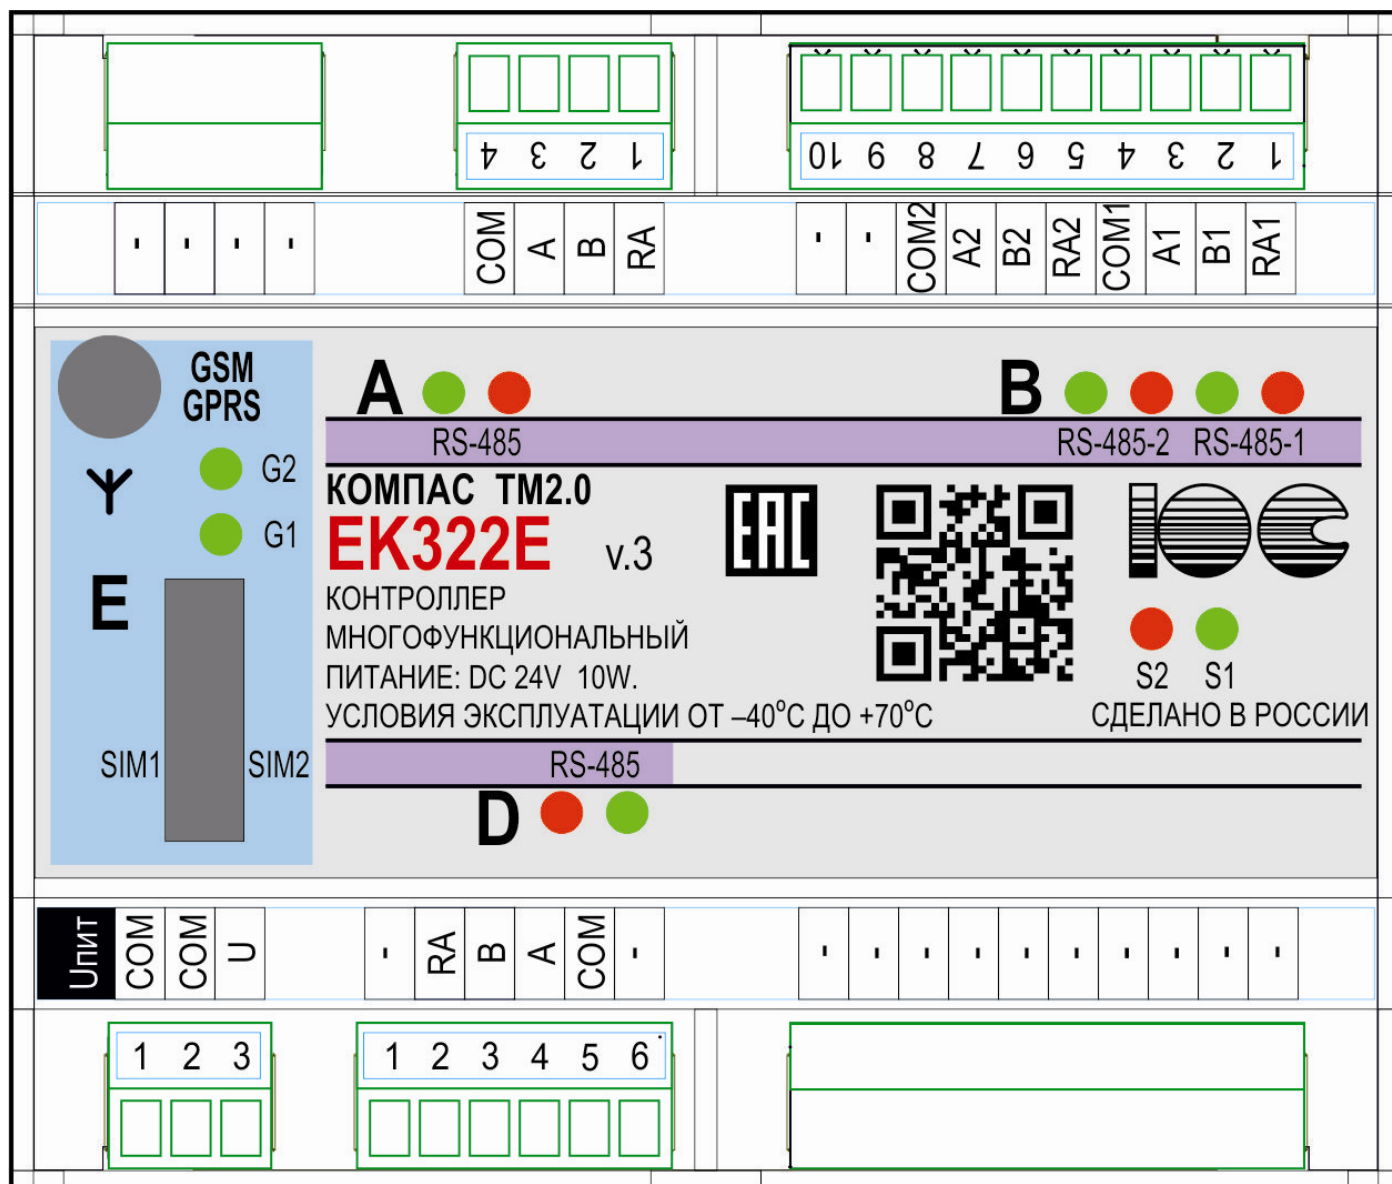 4 3 2 1
10 9 8 7 6 5 4 3 2 1
- - - -
COM A B RA
- - COM2 A2 B2 RA2 COM1 A1 B1 RA1
GSM
GPRS
G2
G1
E
SIM1 SIM2
A
B
RS-485
RS-485-2 RS-485-1
КОМПАС ТМ2.0
EK322E v.3
EAC
ЮС
КОНТРОЛЛЕР
МНОГОФУНКЦИОНАЛЬНЫЙ
ПИТАНИЕ: DC 24V 10W.
УСЛОВИЯ ЭКСПЛУАТАЦИИ ОТ –40°C ДО +70°C
S2 S1
СДЕЛАНО В РОССИИ
RS-485
D
Uпит COM COM U
- RA B A COM -
- - - - - - - - - -
1 2 3
1 2 3 4 5 6